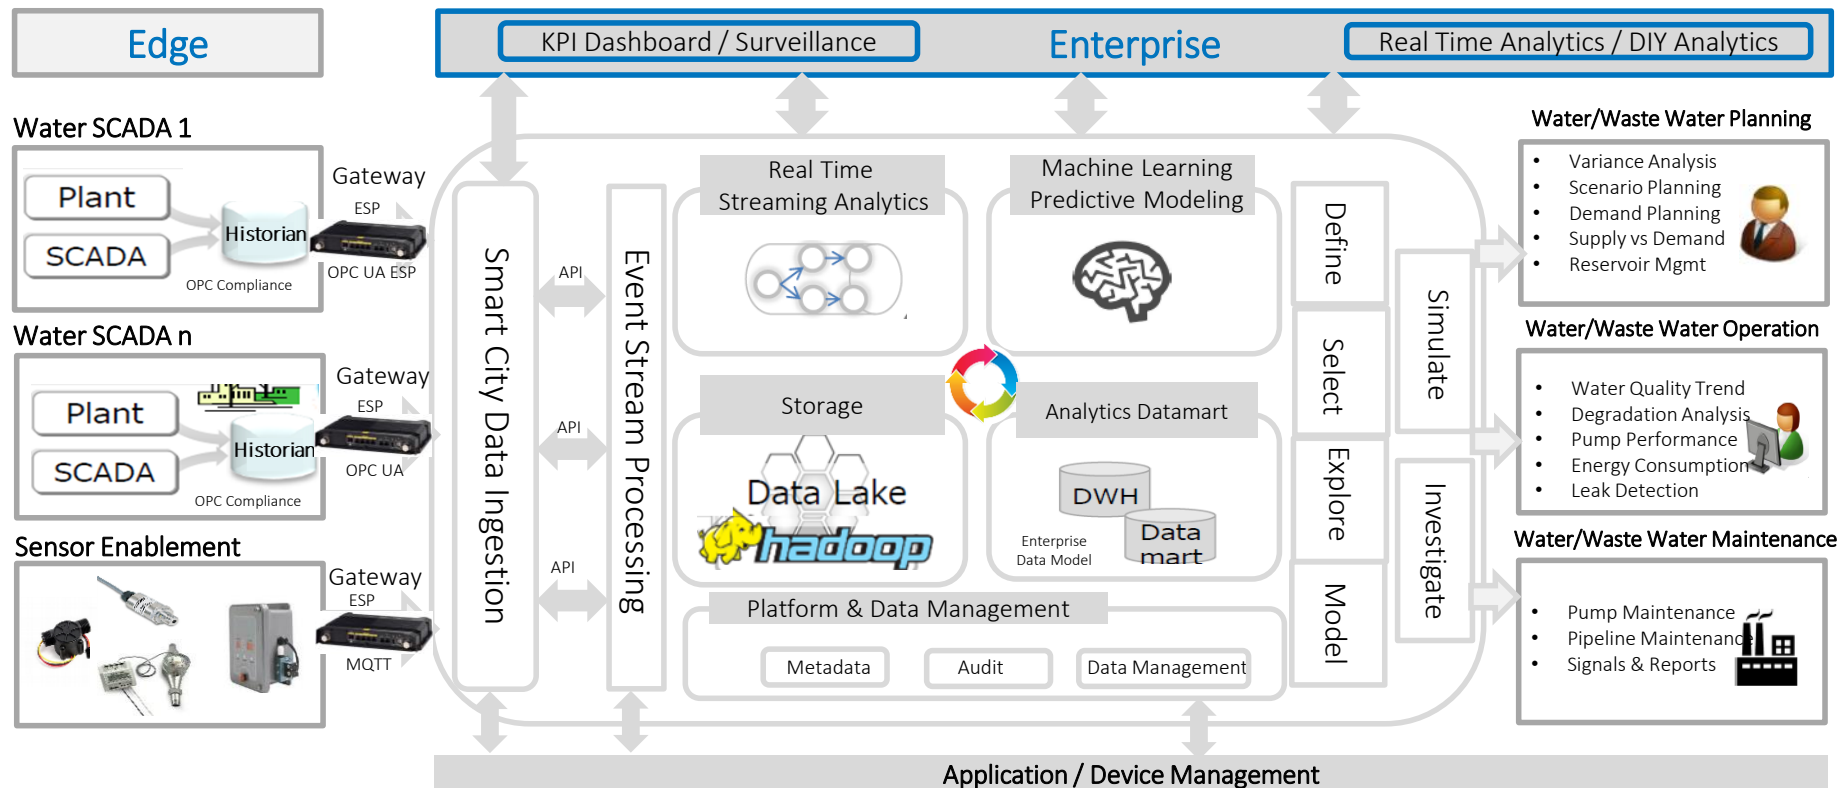 Edge
KPI Dashboard / Surveillance
Enterprise
Real Time Analytics / DIY Analytics
Water SCADA 1
Plant
SCADA
Historian
OPC Compliance
Gateway
ESP
OPC UA ESP
Water SCADA n
Plant
SCADA
Historian
OPC Compliance
Gateway
ESP
OPC UA
Sensor Enablement
Gateway
ESP
MQTT
Smart City Data Ingestion
API
API
API
Event Stream Processing
Real Time
Streaming Analytics
Machine Learning
Predictive Modeling
Storage
Data Lake
hadoop
Analytics Datamart
DWH
Data
mart
Enterprise
Data Model
Platform & Data Management
Metadata
Audit
Data Management
Define
Select
Explore
Model
Simulate
Investigate
Water/Waste Water Planning
• Variance Analysis
• Scenario Planning
• Demand Planning
• Supply vs Demand
• Reservoir Mgmt
Water/Waste Water Operation
• Water Quality Trend
• Degradation Analysis
• Pump Performance
• Energy Consumption
• Leak Detection
Water/Waste Water Maintenance
• Pump Maintenance
• Pipeline Maintenance
• Signals & Reports
Application / Device Management